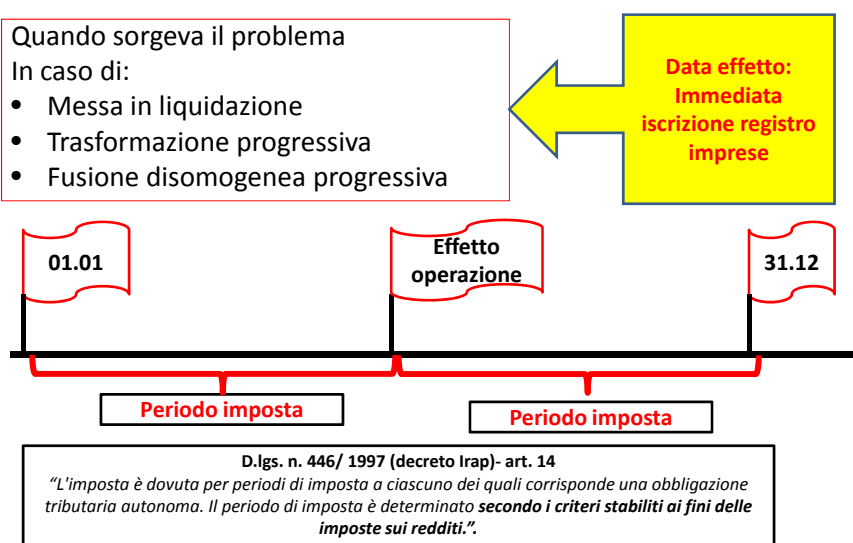 Quando sorgeva il problema
In caso di:
• Messa in liquidazione
• Trasformazione progressiva
• Fusione disomogenea progressiva
Data effetto:
Immediata
iscrizione registro
imprese
01.01
Effetto
operazione
31.12
Periodo imposta
Periodo imposta
D.lgs. n. 446/ 1997 (decreto Irap)- art. 14
“L'imposta è dovuta per periodi di imposta a ciascuno dei quali corrisponde una obbligazione
tributaria autonoma. Il periodo di imposta è determinato secondo i criteri stabiliti ai fini delle
imposte sui redditi.”.